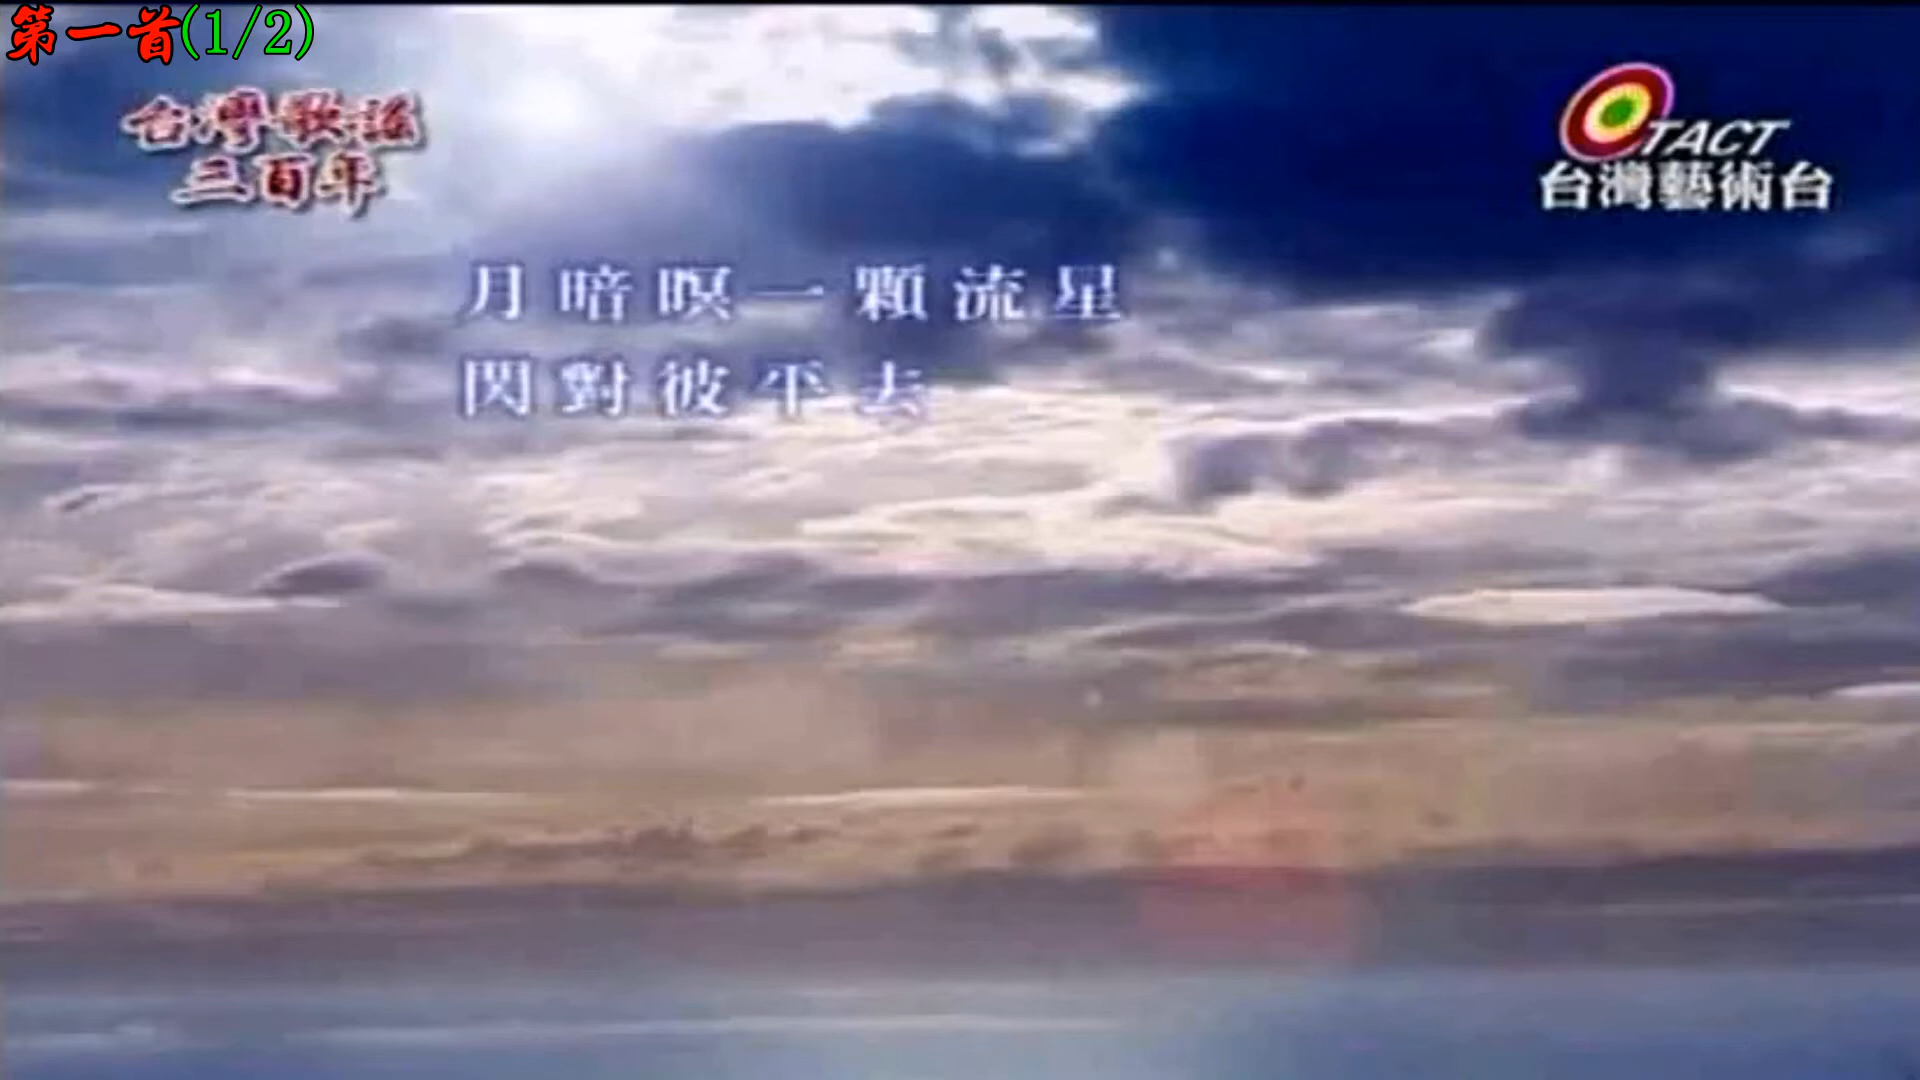 第一首(1/2)
台灣歌謠
三百年
TACT
台灣藝術台
月暗暝一顆流星
閃對彼平去